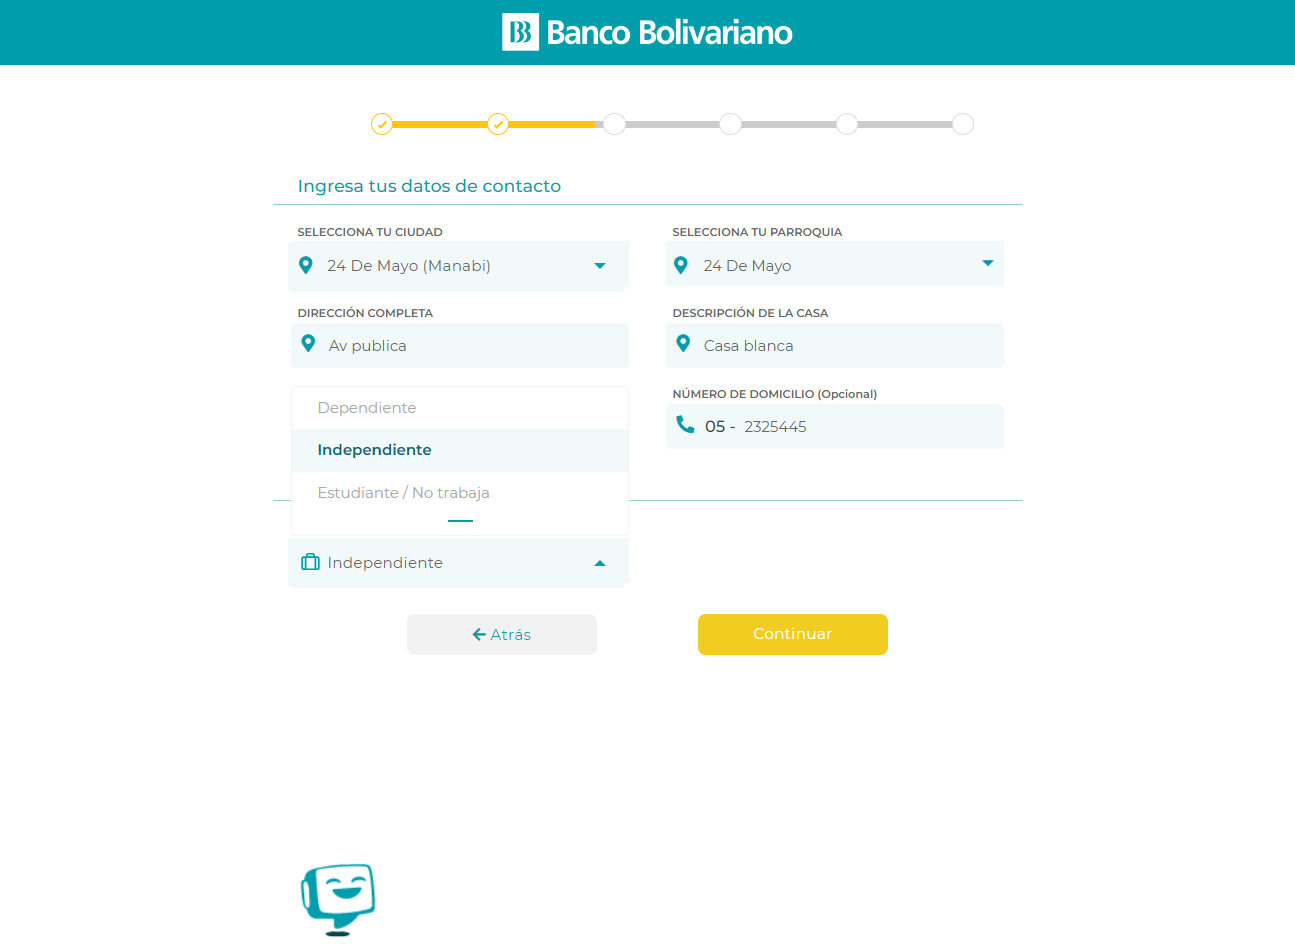 Banco Bolivariano
Ingresa tus datos de contacto
SELECCIONA TU CIUDAD
24 De Mayo (Manabi)
SELECCIONA TU PARROQUIA
24 De Mayo
DIRECCIÓN COMPLETA
Av publica
DESCRIPCIÓN DE LA CASA
Casa blanca
Dependiente
Independiente
Estudiante / No trabaja
NÚMERO DE DOMICILIO (Opcional)
05 - 2325445
Independiente
Atrás
Continuar